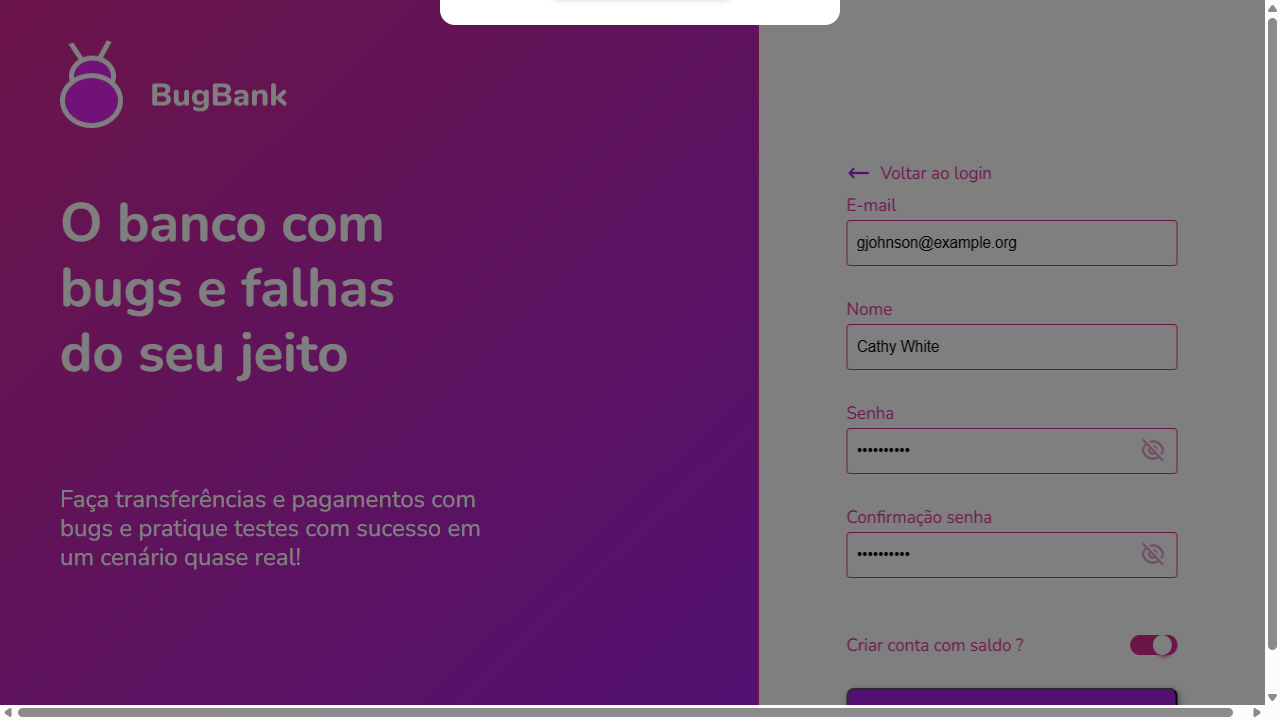 BugBank
O banco com
bugs e falhas
do seu jeito
Faça transferências e pagamentos com
bugs e pratique testes com sucesso em
um cenário quase real!
Voltar ao login
E-mail
gjohnson@example.org
Nome
Cathy White
Senha
••••••••••
Confirmação senha
••••••••••
Criar conta com saldo ?